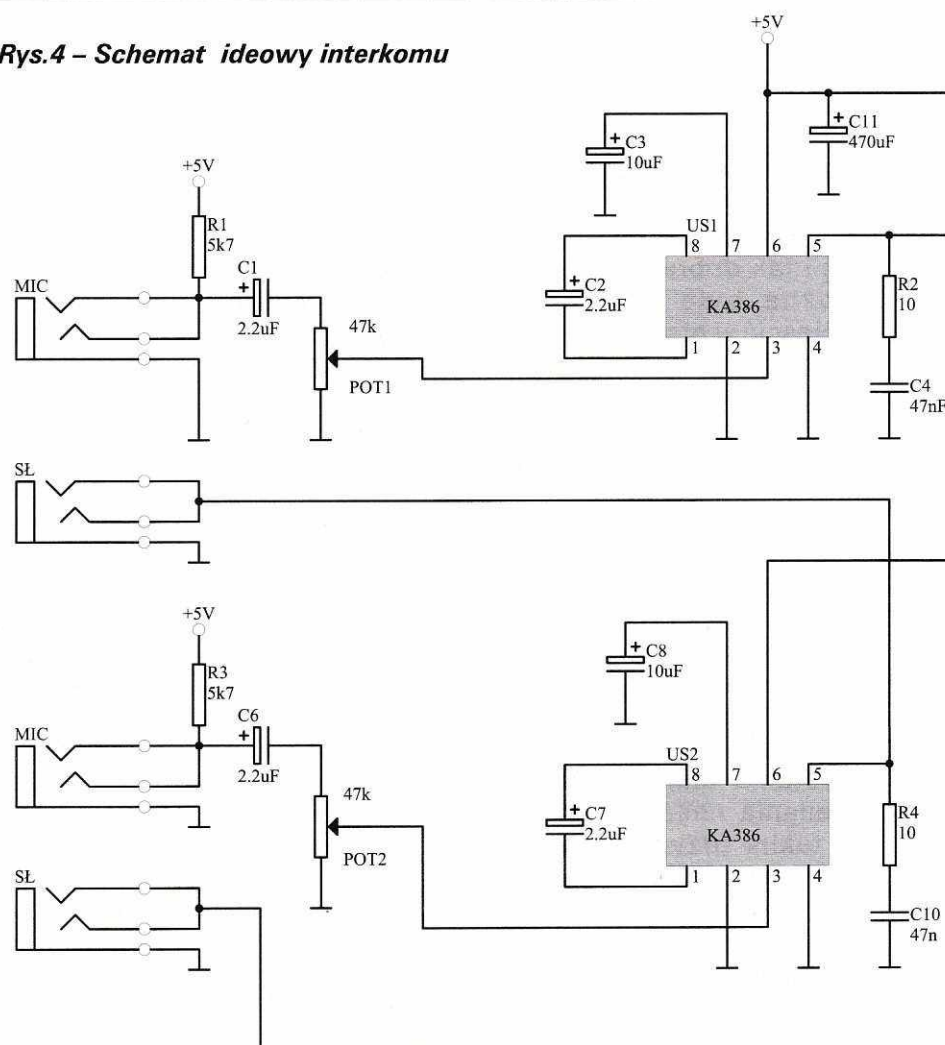 Rys.4 – Schemat ideowy interkomu
+5V
C11
470uF
C3
10uF
+5V
R1
5k7
US1
8 7 6 5
MIC
C1
2.2uF
C2
2.2uF
KA386
R2
10
47k
POT1
1 2 3 4
C4
47nF
SŁ
+5V
R3
5k7
C8
10uF
MIC
C6
2.2uF
US2
8 7 6 5
47k
POT2
C7
2.2uF
KA386
R4
10
1 2 3 4
SŁ
C10
47n